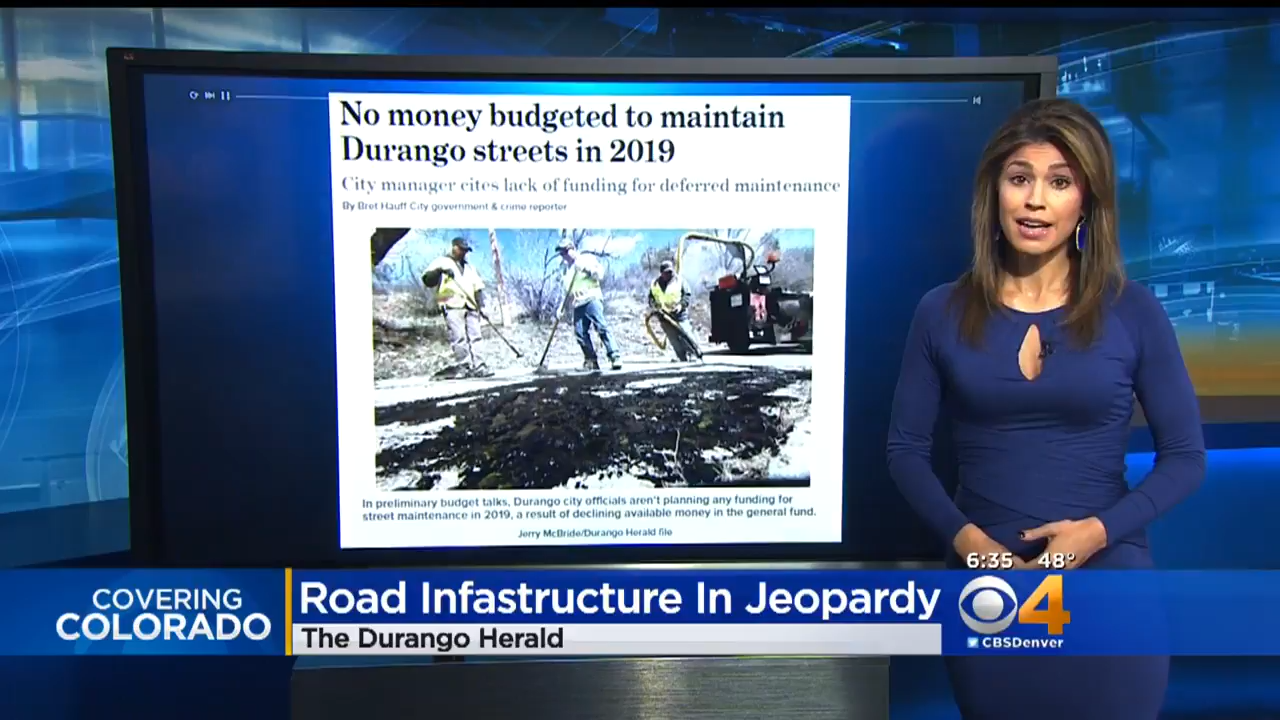 No money budgeted to maintain
Durango streets in 2019
City manager cites lack of funding for deferred maintenance
By Bret Hauff City government & crime reporter
In preliminary budget talks, Durango city officials aren't planning any funding for
street maintenance in 2019, a result of declining available money in the general fund.
Jerry McBride/Durango Herald file
6:35 48°
COVERING
COLORADO
Road Infastructure In Jeopardy
The Durango Herald
4
CBSDenver